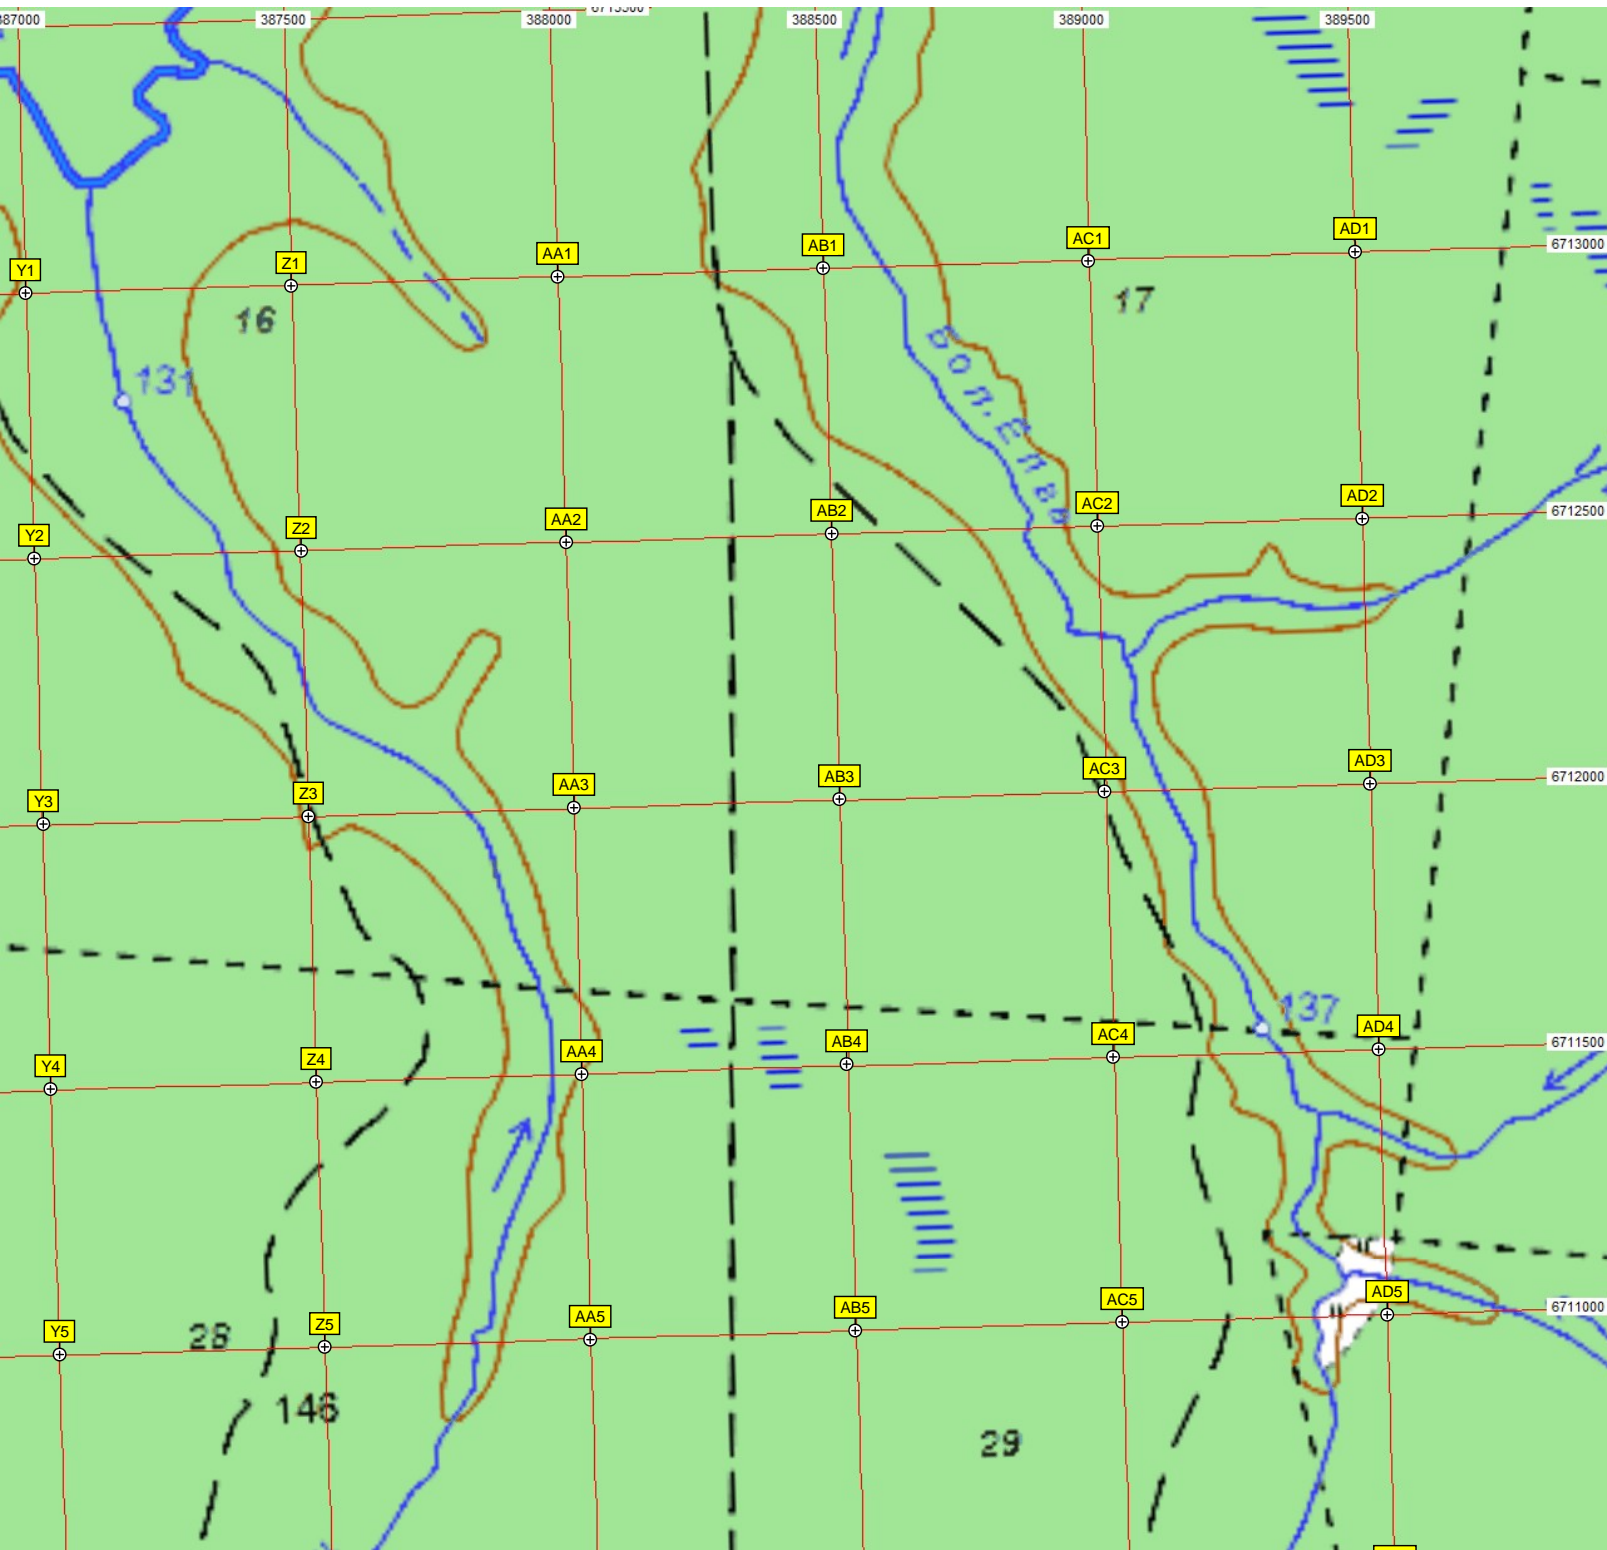 387000 387500 388000 6713500 388500 389000 389500
Y1 Z1 AA1 AB1 AC1 AD1 6713000
16
17
131
Бол. Енва
Y2 Z2 AA2 AB2 AC2 AD2 6712500
Y3 Z3 AA3 AB3 AC3 AD3 6712000
137
Y4 Z4 AA4 AB4 AC4 AD4 6711500
Y5 Z5 AA5 AB5 AC5 AD5 6711000
28
146
29